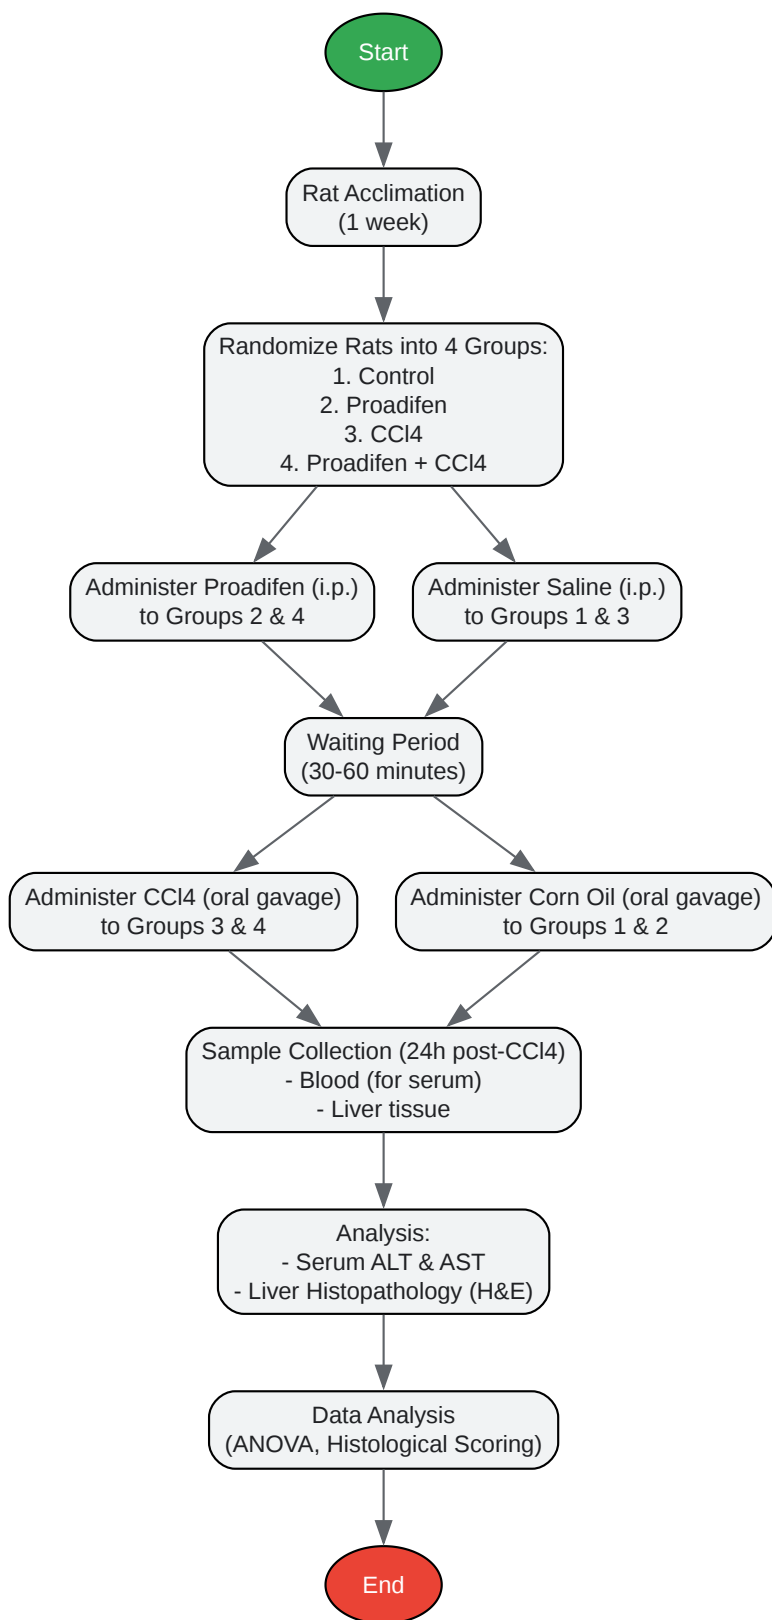 Start
Rat Acclimation
(1 week)
Randomize Rats into 4 Groups:
1. Control
2. Proadifen
3. CCl4
4. Proadifen + CCl4
Administer Proadifen (i.p.)
to Groups 2 & 4
Administer Saline (i.p.)
to Groups 1 & 3
Waiting Period
(30-60 minutes)
Administer CCl4 (oral gavage)
to Groups 3 & 4
Administer Corn Oil (oral gavage)
to Groups 1 & 2
Sample Collection (24h post-CCl4)
- Blood (for serum)
- Liver tissue
Analysis:
- Serum ALT & AST
- Liver Histopathology (H&E)
Data Analysis
(ANOVA, Histological Scoring)
End